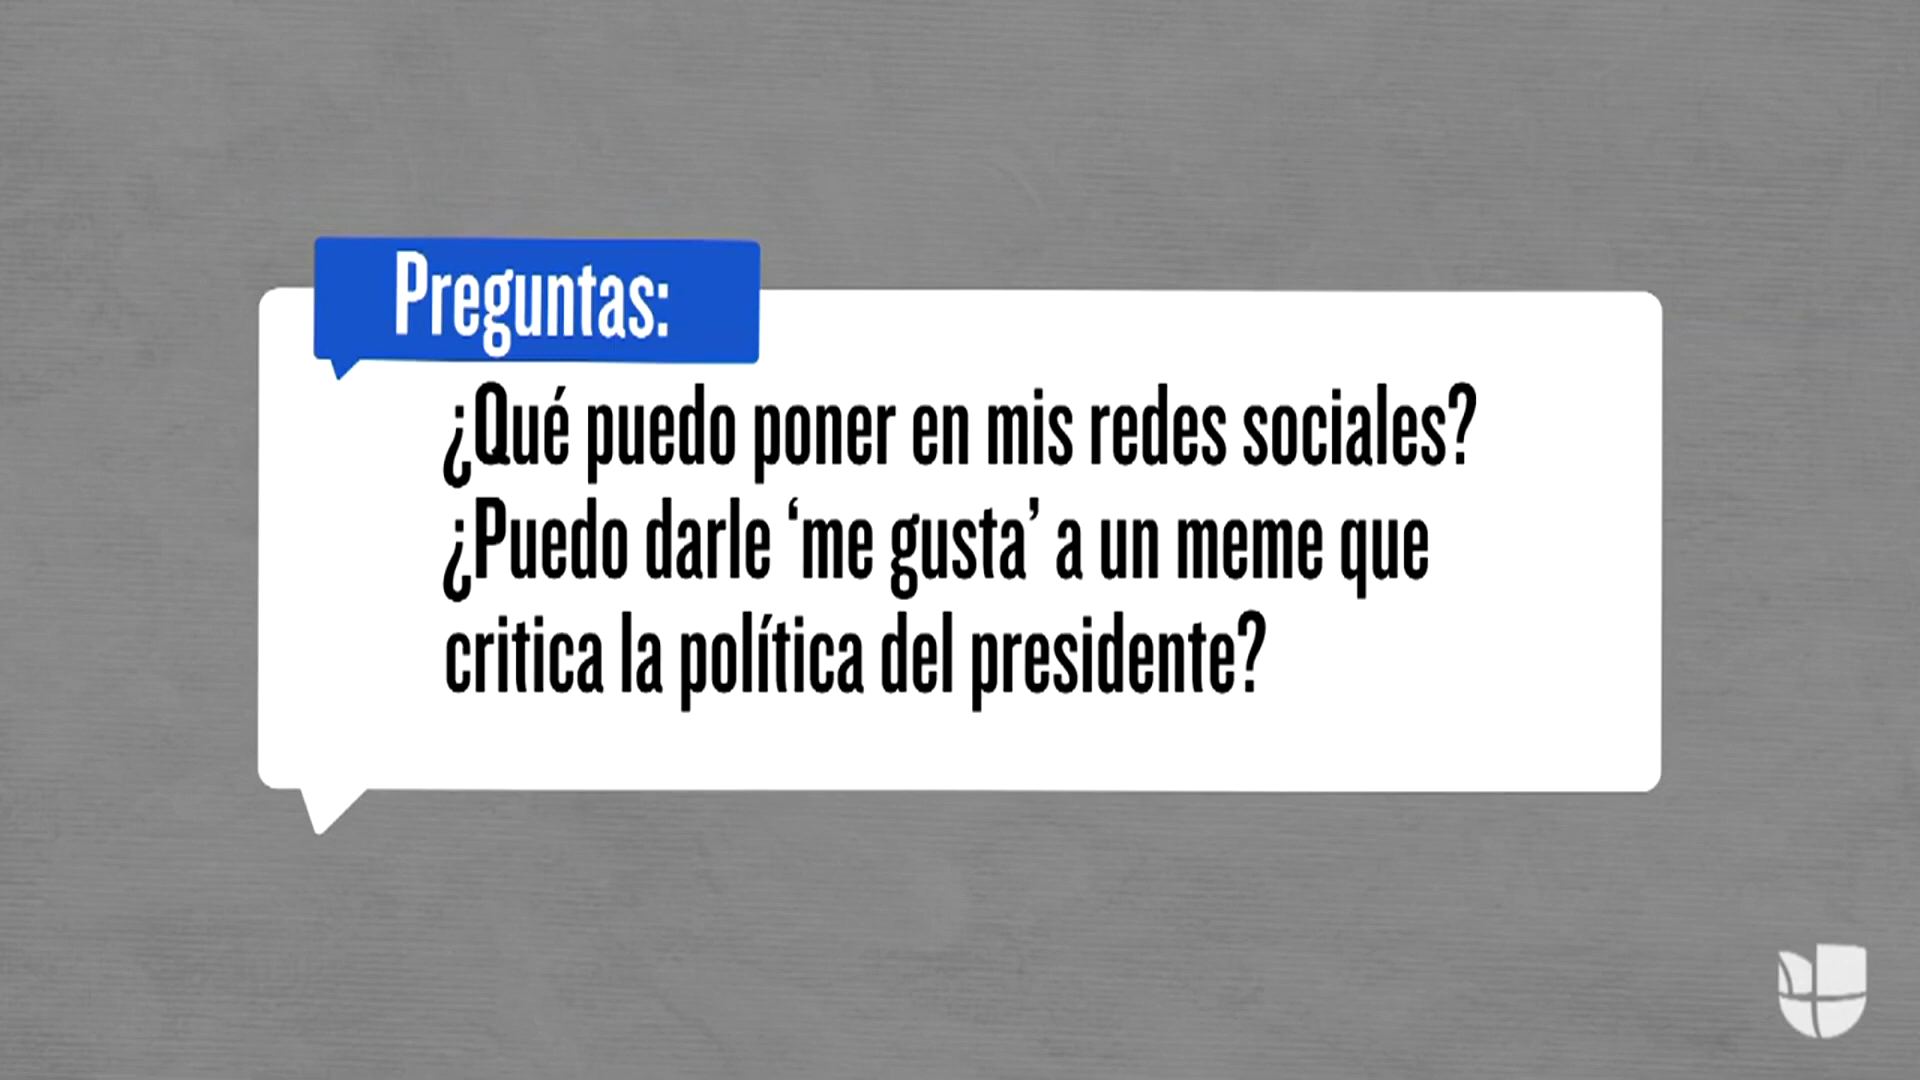 Preguntas:
¿Qué puedo poner en mis redes sociales?
¿Puedo darle ‘me gusta’ a un meme que
critica la política del presidente?